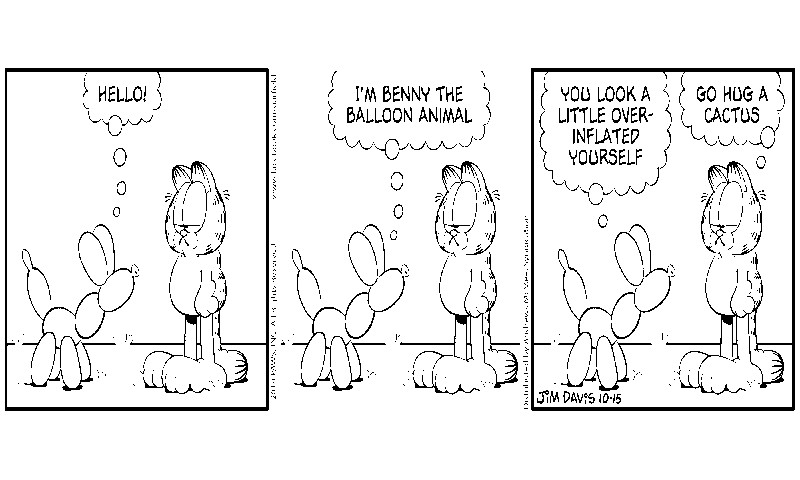 HELLO!
I'M BENNY THE
BALLOON ANIMAL
YOU LOOK A
LITTLE OVER-
INFLATED
YOURSELF
GO HUG A
CACTUS
JIM DAVIS 10-15